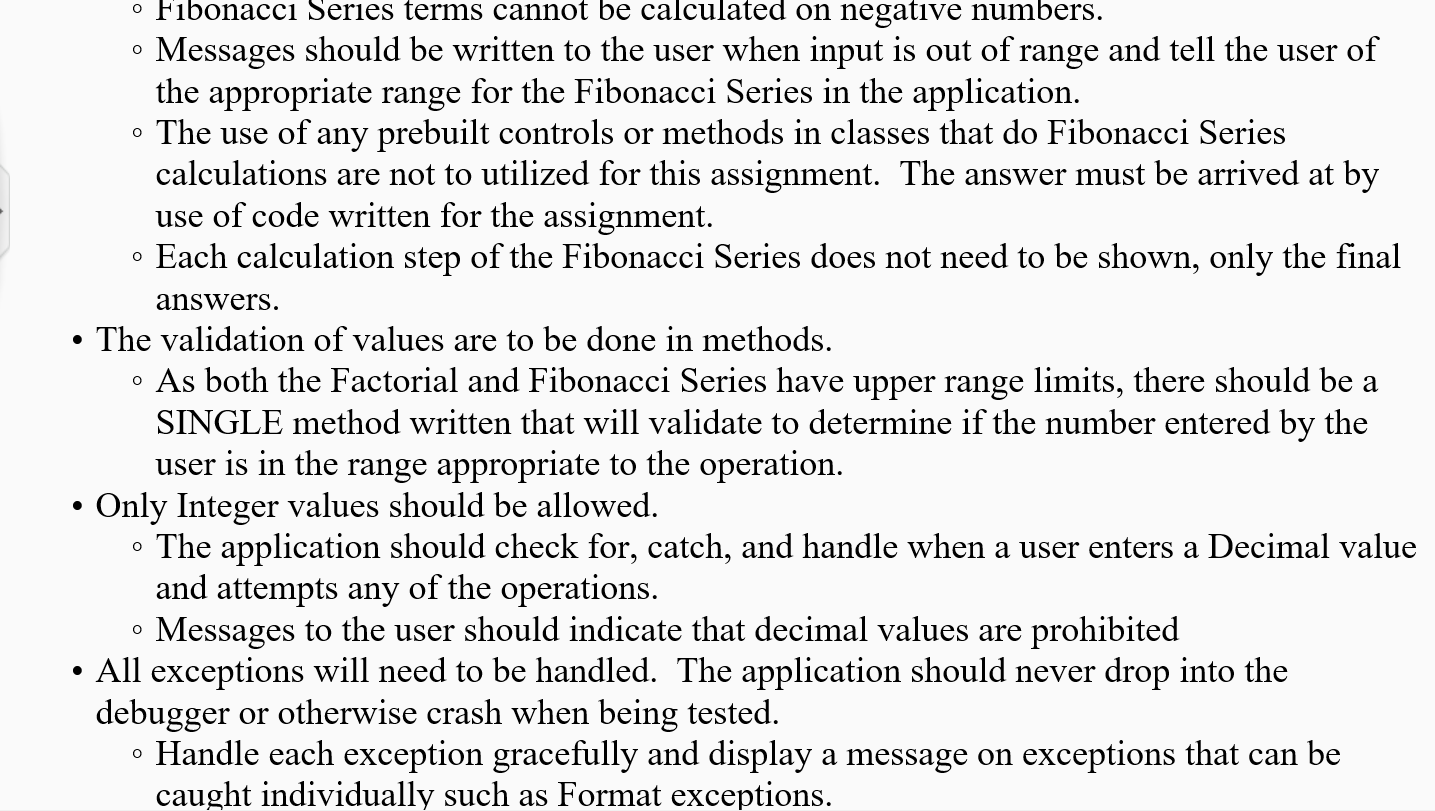 ◦ Fibonacci Series terms cannot be calculated on negative numbers.
◦ Messages should be written to the user when input is out of range and tell the user of
the appropriate range for the Fibonacci Series in the application.
◦ The use of any prebuilt controls or methods in classes that do Fibonacci Series
calculations are not to utilized for this assignment.  The answer must be arrived at by
use of code written for the assignment.
◦ Each calculation step of the Fibonacci Series does not need to be shown, only the final
answers.
• The validation of values are to be done in methods.
◦ As both the Factorial and Fibonacci Series have upper range limits, there should be a
SINGLE method written that will validate to determine if the number entered by the
user is in the range appropriate to the operation.
• Only Integer values should be allowed.
◦ The application should check for, catch, and handle when a user enters a Decimal value
and attempts any of the operations.
◦ Messages to the user should indicate that decimal values are prohibited
• All exceptions will need to be handled.  The application should never drop into the
debugger or otherwise crash when being tested.
◦ Handle each exception gracefully and display a message on exceptions that can be
caught individually such as Format exceptions.